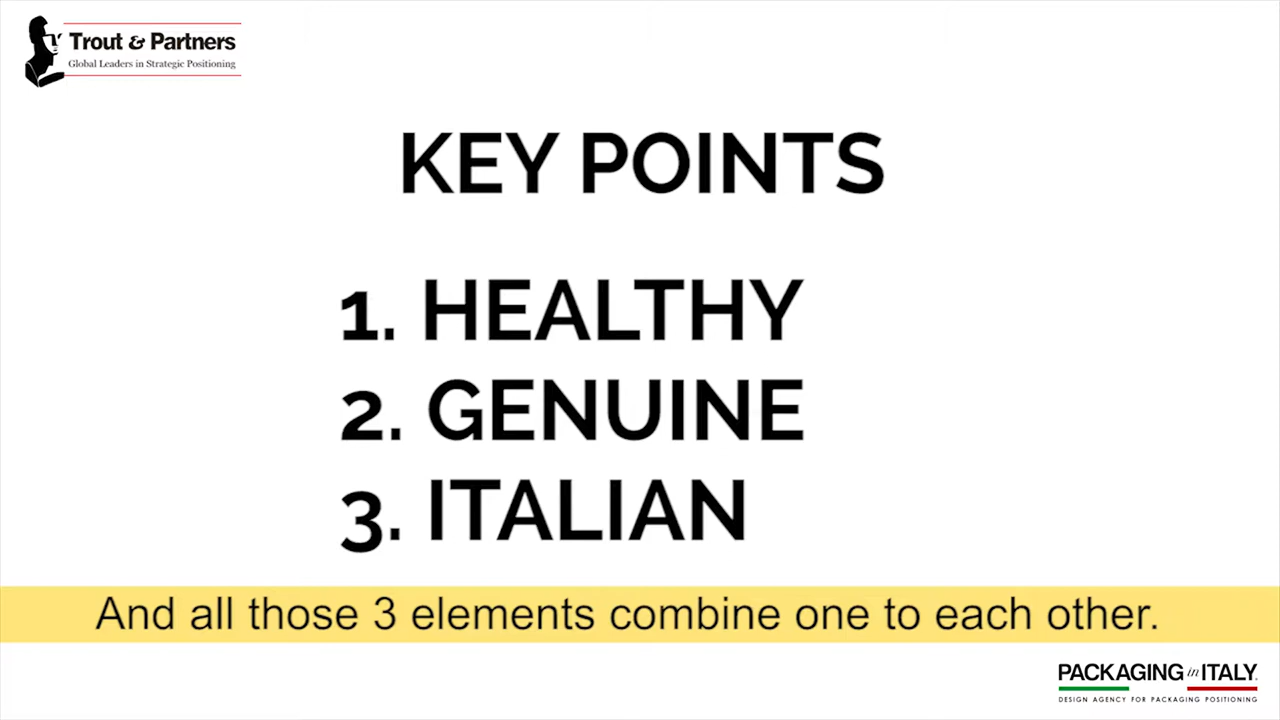 Trout & Partners
Global Leaders in Strategic Positioning
KEY POINTS
1. HEALTHY
2. GENUINE
3. ITALIAN
And all those 3 elements combine one to each other.
PACKAGING in ITALY
DESIGN AGENCY FOR PACKAGING POSITIONING